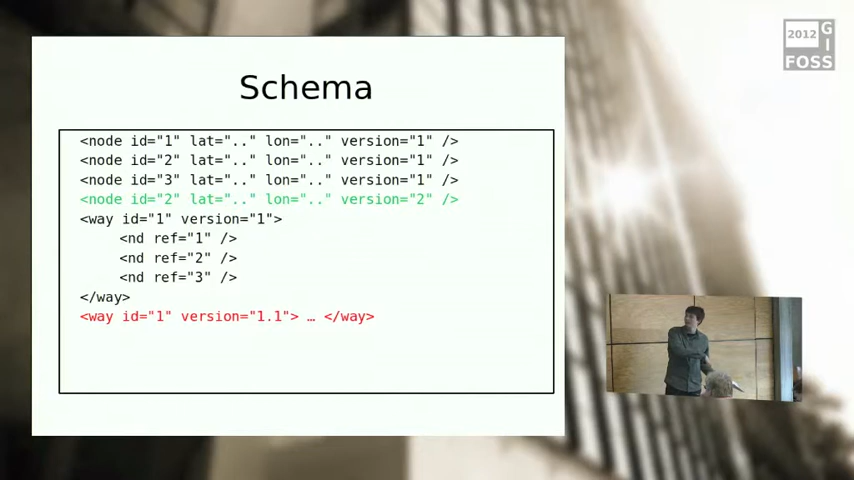 2012
G
I
FOSS
Schema
<node id="1" lat=".." lon=".." version="1" />
<node id="2" lat=".." lon=".." version="1" />
<node id="3" lat=".." lon=".." version="1" />
<node id="2" lat=".." lon=".." version="2" />
<way id="1" version="1">
<nd ref="1" />
<nd ref="2" />
<nd ref="3" />
</way>
<way id="1" version="1.1"> … </way>